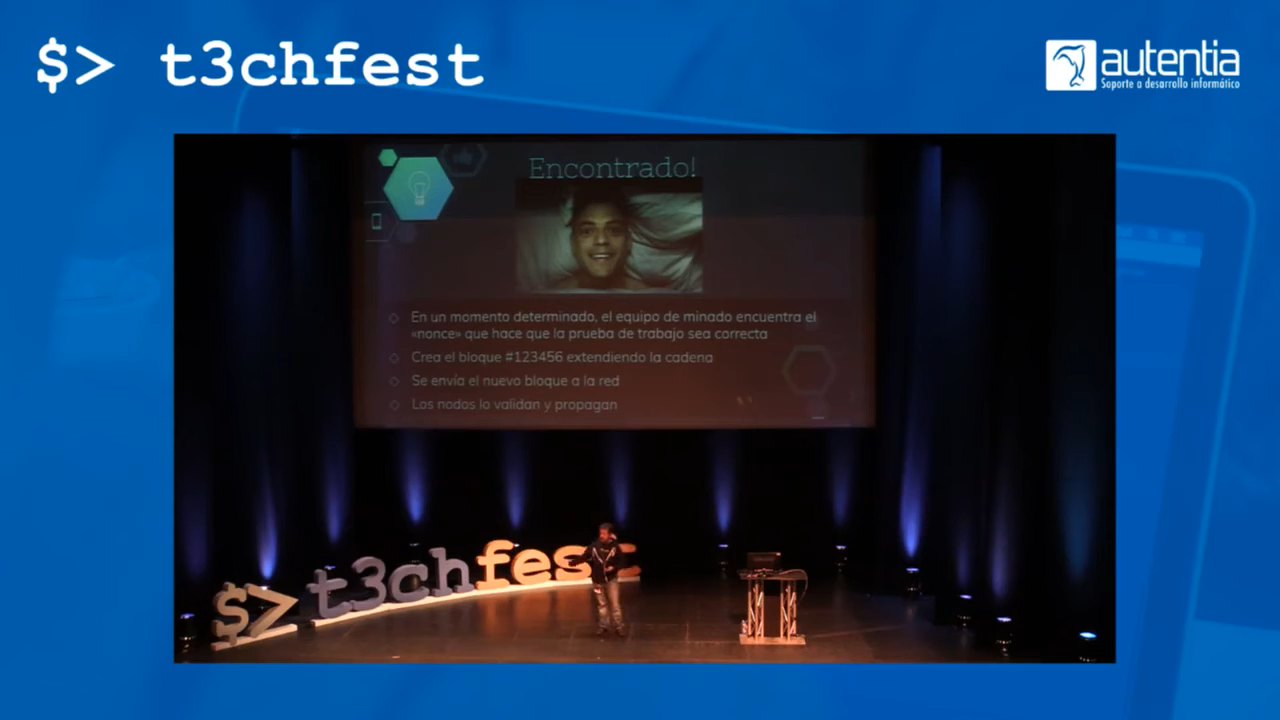 $> t3chfest
autentia
Soporte a desarrollo informático
Encontrado!
En un momento determinado, el equipo de minado encuentra el
«nonce» que hace que la prueba de trabajo sea correcta
Crea el bloque #123456 extendiendo la cadena
Se envía el nuevo bloque a la red
Los nodos lo validan y propagan
$> t3chfest